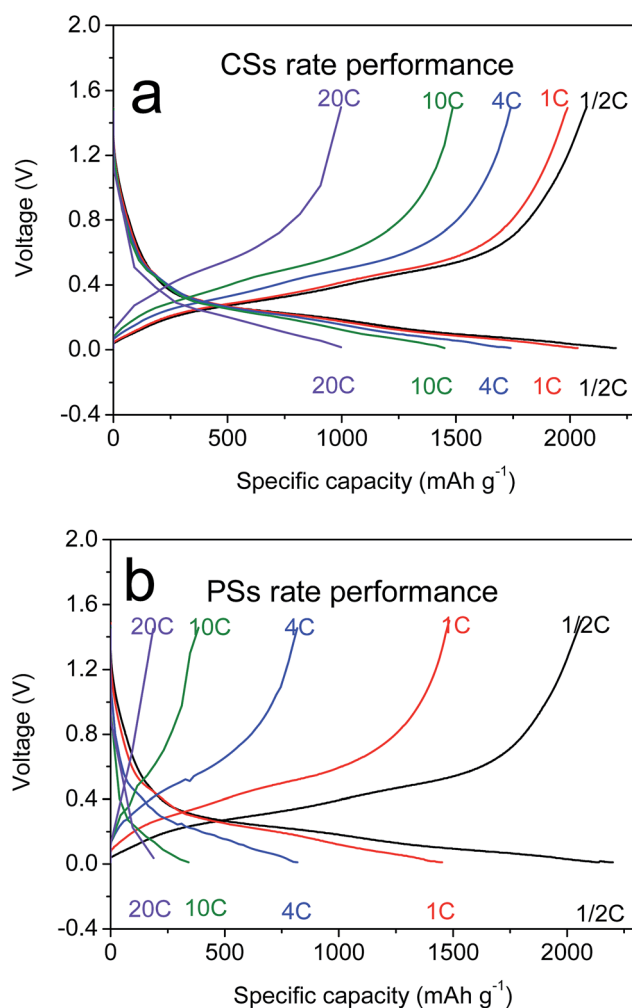 a
CSs rate performance
20C 10C 4C 1C 1/2C
2.0
1.6
1.2
0.8
0.4
0.0
-0.4
Voltage (V)
20C 10C 4C 1C 1/2C
0 500 1000 1500 2000
Specific capacity (mAh g⁻¹)
b
PSs rate performance
20C 10C 4C 1C 1/2C
2.0
1.6
1.2
0.8
0.4
0.0
-0.4
Voltage (V)
20C 10C 4C 1C 1/2C
0 500 1000 1500 2000
Specific capacity (mAh g⁻¹)